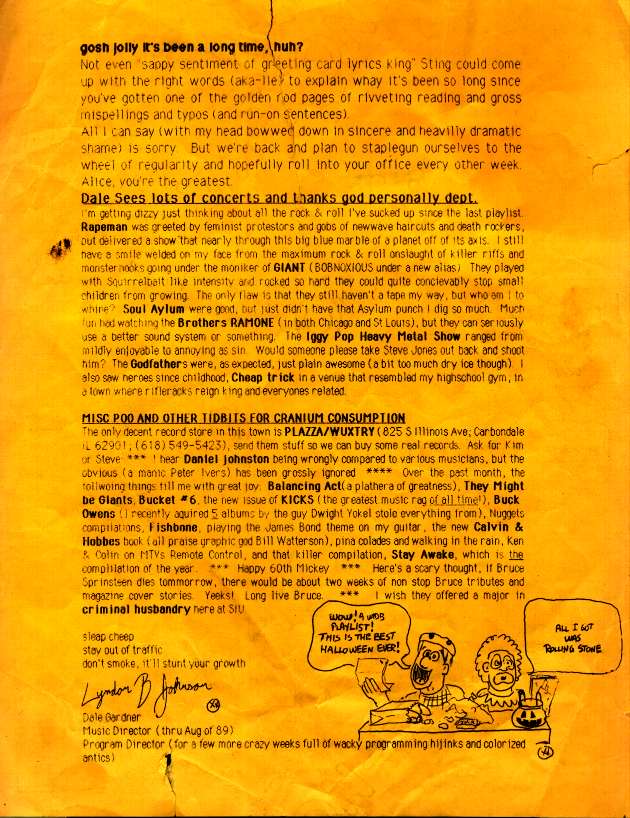 gosh jolly it's been a long time, huh?
Not even "sappy sentiment of greeting card lyrics king" Sting could come
up with the right words (aka-lie) to explain whay it's been so long since
you've gotten one of the golden rod pages of rivveting reading and gross
mispellings and typos (and run-on sentences).
All I can say (with my head bowwed down in sincere and heavilly dramatic
shame) is sorry. But we're back and plan to staplegun ourselves to the
wheel of regularity and hopefully roll into your office every other week.
Alice, you're the greatest.
Dale Sees lots of concerts and thanks god personally dept.
I'm getting dizzy just thinking about all the rock & roll I've sucked up since the last playlist.
Rapeman was greeted by feminist protestors and gobs of newwave haircuts and death rockers,
but delivered a show that nearly through this big blue marble of a planet off of its axis. I still
have a smile welded on my face from the maximum rock & roll onslaught of killer riffs and
monster hooks going under the moniker of GIANT (BOBNOXIOUS under a new alias). They played
with Squirrelbait like intensity and rocked so hard they could quite concievably stop small
children from growing. The only flaw is that they still haven't a tape my way, but who am I to
whine? Soul Aylum were good, but just didn't have that Asylum punch I dig so much. Much
fun had watching the Brothers RAMONE (in both Chicago and St Louis), but they can seriously
use a better sound system or something. The Iggy Pop Heavy Metal Show ranged from
mildly enjoyable to annoying as sin. Would someone please take Steve Jones out back and shoot
him? The Godfathers were, as expected, just plain awesome (a bit too much dry ice though). I
also saw heroes since childhood, Cheap trick in a venue that resembled my highschool gym, in
a town where rifleracks reign king and everyones related.
MISC POO AND OTHER TIDBITS FOR CRANIUM CONSUMPTION
The only decent record store in this town is PLAZZA/WUXTRY (825 S Illinois Ave; Carbondale
IL 62901; (618) 549-5423), send them stuff so we can buy some real records. Ask for Kim
or Steve. *** I hear Daniel Johnston being wrongly compared to various musicians, but the
obvious (a manic Peter Ivers) has been grossly ignored **** Over the past month, the
follwoing things fill me with great joy: Balancing Act(a plathera of greatness), They Might
be Giants, Bucket #6, the new issue of KICKS (the greatest music rag of all time!), Buck
Owens (I recently aquired 5 albums by the guy Dwight Yokel stole everything from), Nuggets
compilations, Fishbone, playing the James Bond theme on my guitar, the new Calvin &
Hobbes book (all praise graphic god Bill Watterson), pina colades and walking in the rain, Ken
& Colin on MTVs Remote Control, and that killer compilation, Stay Awake, which is the
compilation of the year. *** Happy 60th Mickey *** Here's a scary thought, if Bruce
Sprinsteen dies tommorrow, there would be about two weeks of non stop Bruce tributes and
magazine cover stories. Yeeks! Long live Bruce. *** I wish they offered a major in
criminal husbandry here at SIU.
WOW! A WIDB
PLAYLIST!
THIS IS THE BEST
HALLOWEEN EVER!
ALL I GOT
WAS
ROLLING STONE
sleap cheep
stay out of traffic
don't smoke, it'll stunt your growth
Lyndon B Johnson
Dale Gardner
Music Director (thru Aug of 89)
Program Director (for a few more crazy weeks full of wacky programming hijinks and colorized
antics)